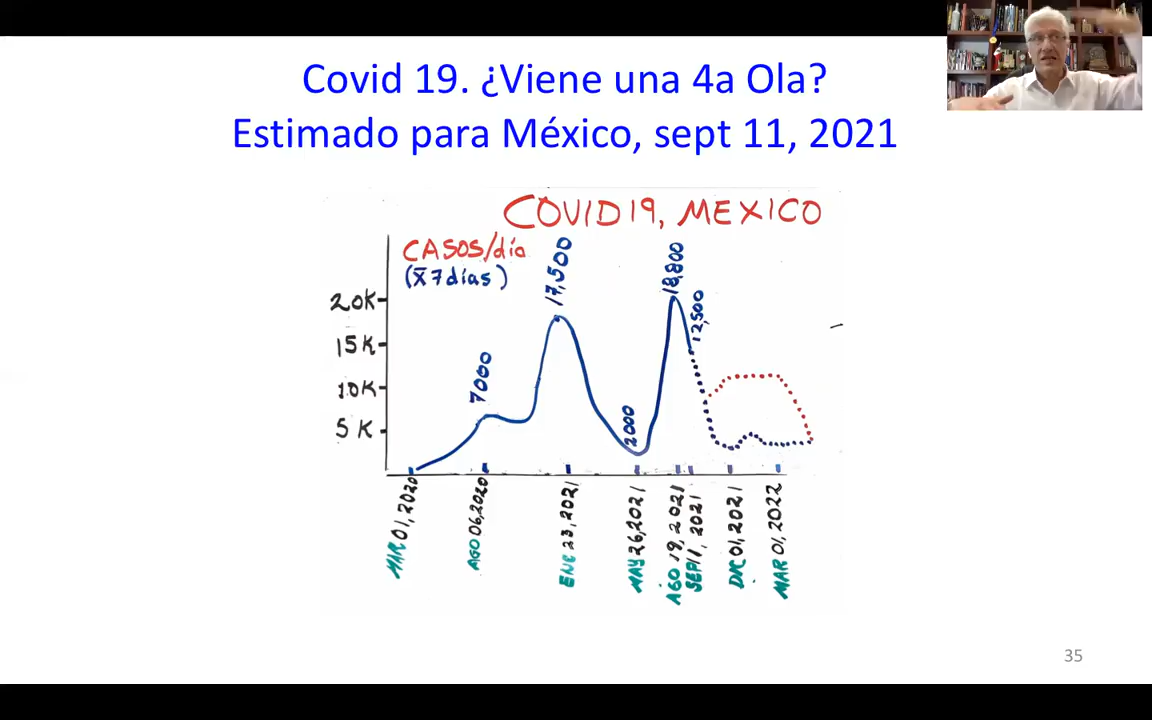 Covid 19. ¿Viene una 4a Ola?
Estimado para México, sept 11, 2021
COVID19, MEXICO
CASOS/día
(X̄ 7 días)
20K
15K
10K
5K
7000
17,500
2000
18,800
12,500
MAR 01, 2020
AGO 06, 2020
ENE 23, 2021
MAY 26, 2021
AGO 19, 2021
SEP 11, 2021
DIC 01, 2021
MAR 01, 2022
35